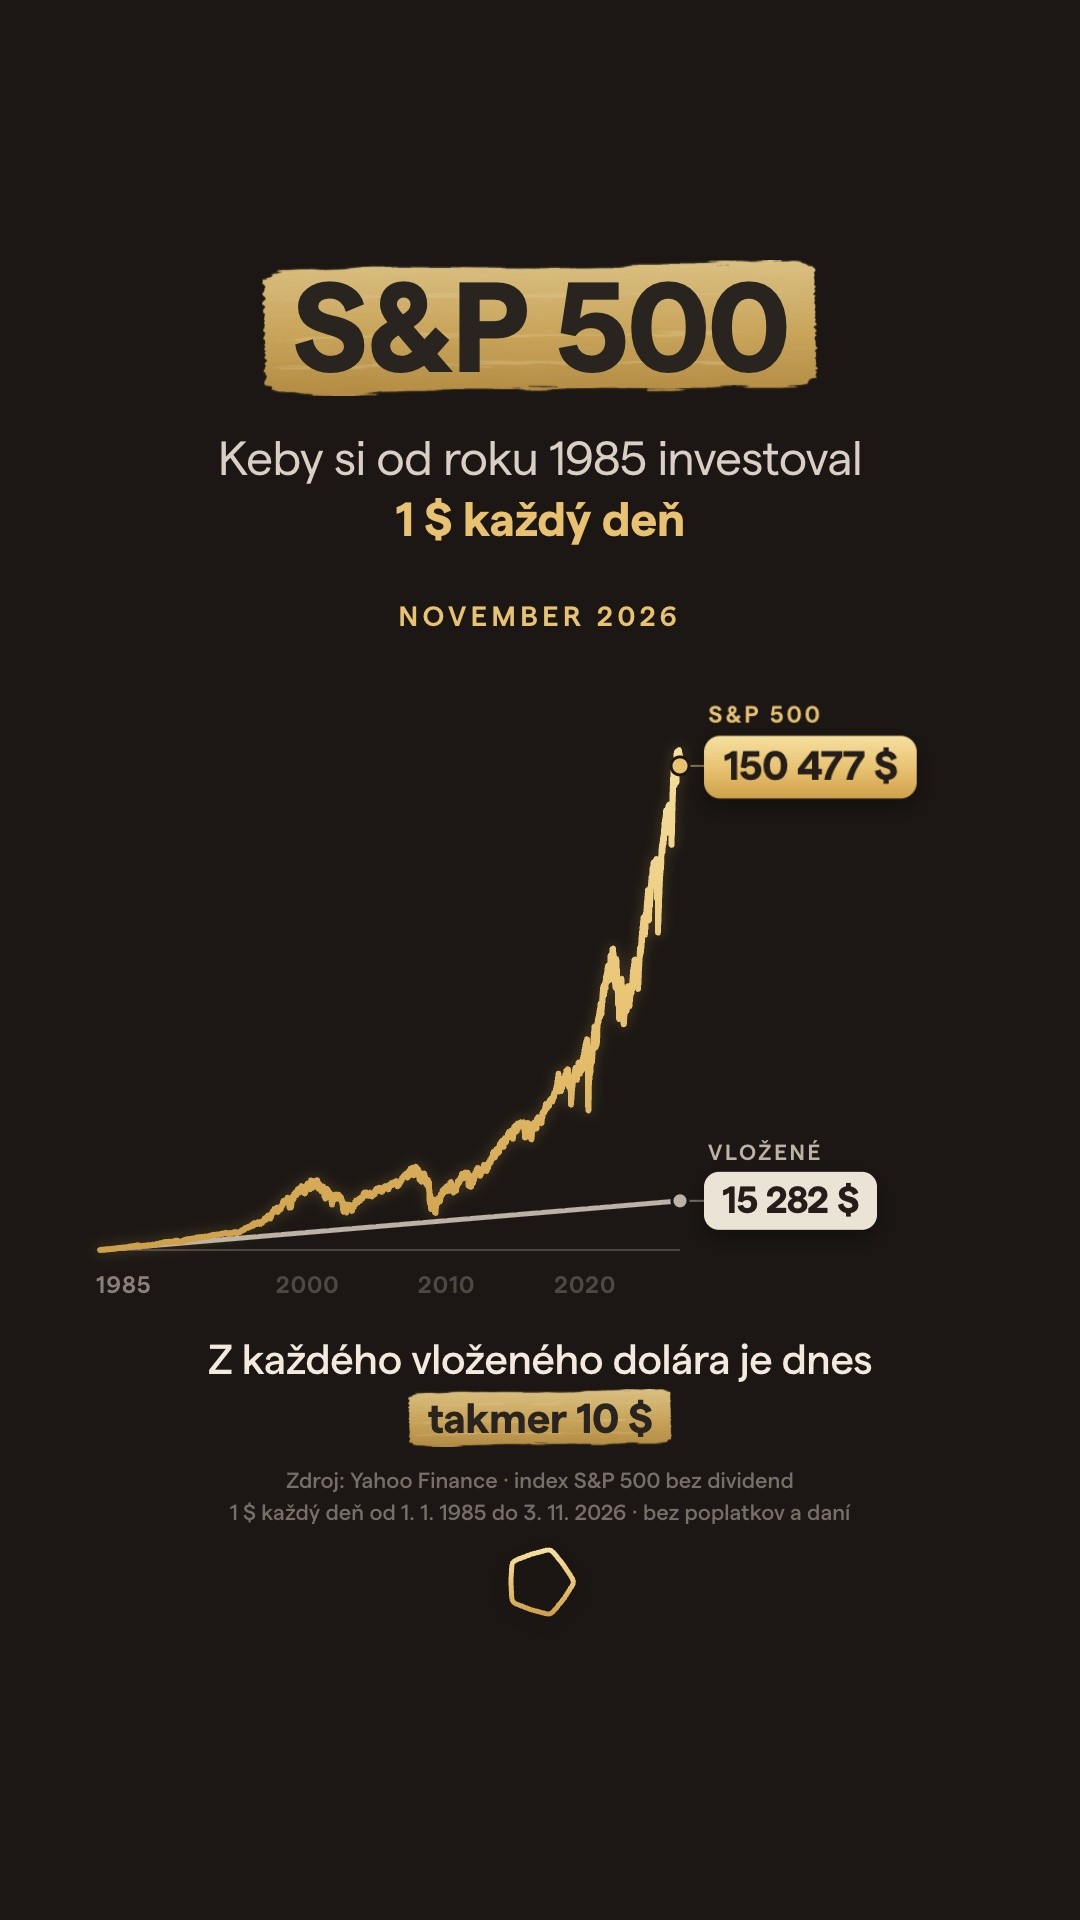 S&P 500
Keby si od roku 1985 investoval
1 $ každý deň
NOVEMBER 2026
S&P 500
150 477 $
VLOŽENÉ
15 282 $
1985 2000 2010 2020
Z každého vloženého dolára je dnes
takmer 10 $
Zdroj: Yahoo Finance · index S&P 500 bez dividend
1 $ každý deň od 1. 1. 1985 do 3. 11. 2026 · bez poplatkov a daní